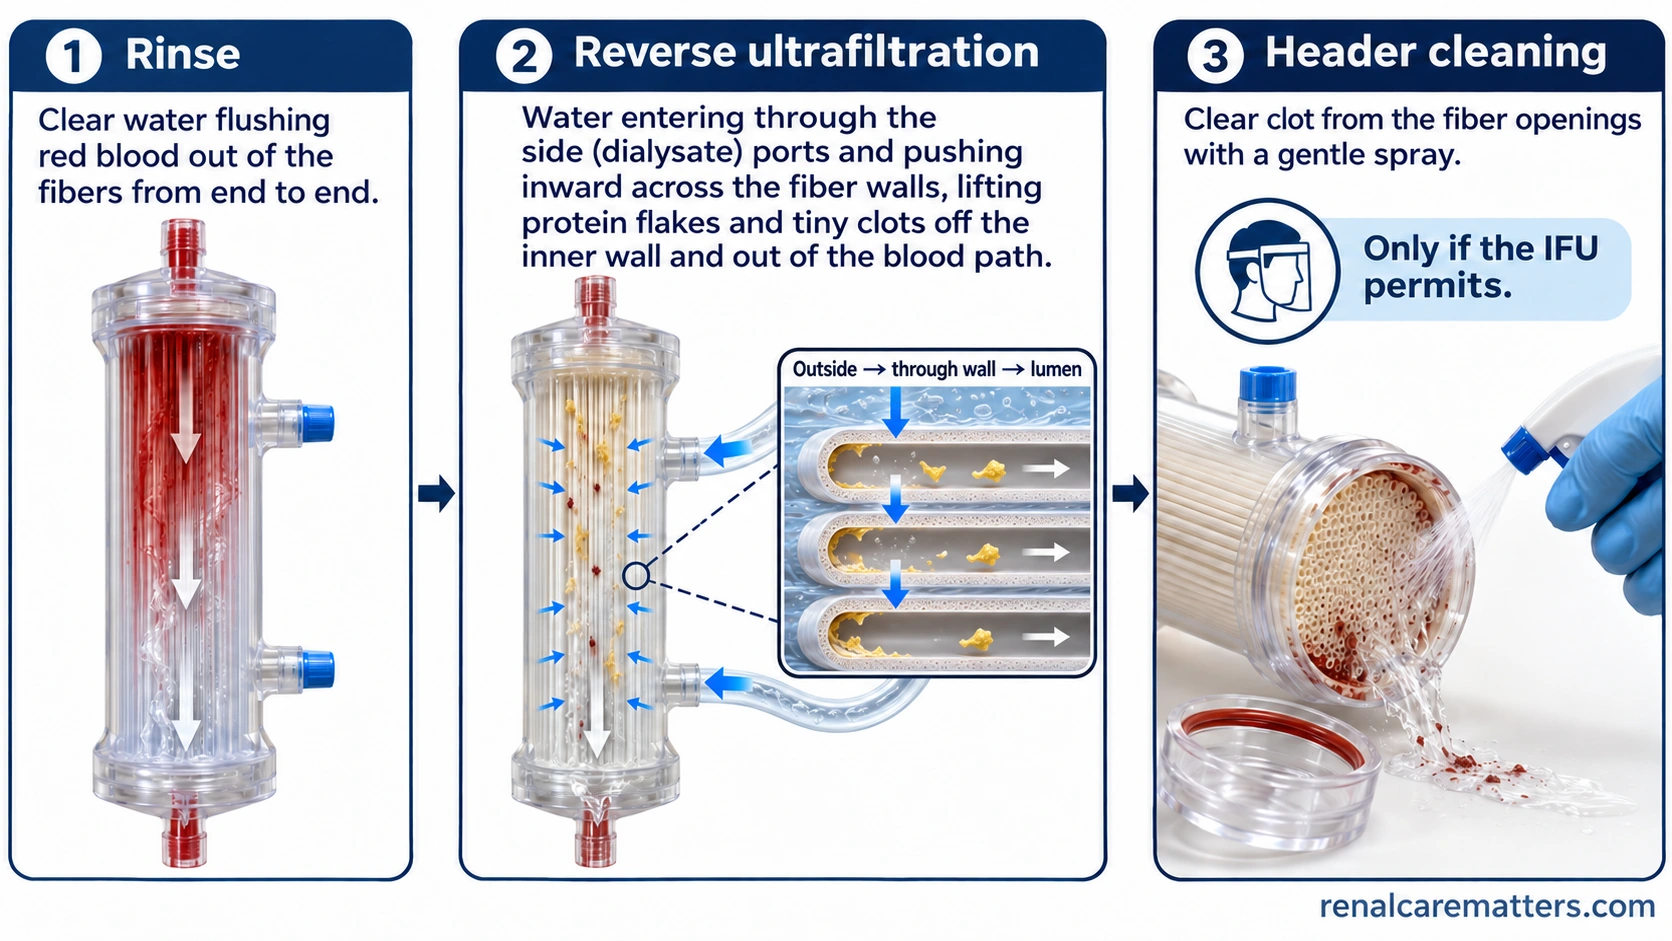 1 Rinse
Clear water flushing
red blood out of the
fibers from end to end.
2 Reverse ultrafiltration
Water entering through the
side (dialysate) ports and pushing
inward across the fiber walls, lifting
protein flakes and tiny clots off the
inner wall and out of the blood path.
Outside → through wall → lumen
3 Header cleaning
Clear clot from the fiber openings
with a gentle spray.
Only if the IFU
permits.
renalcarematters.com